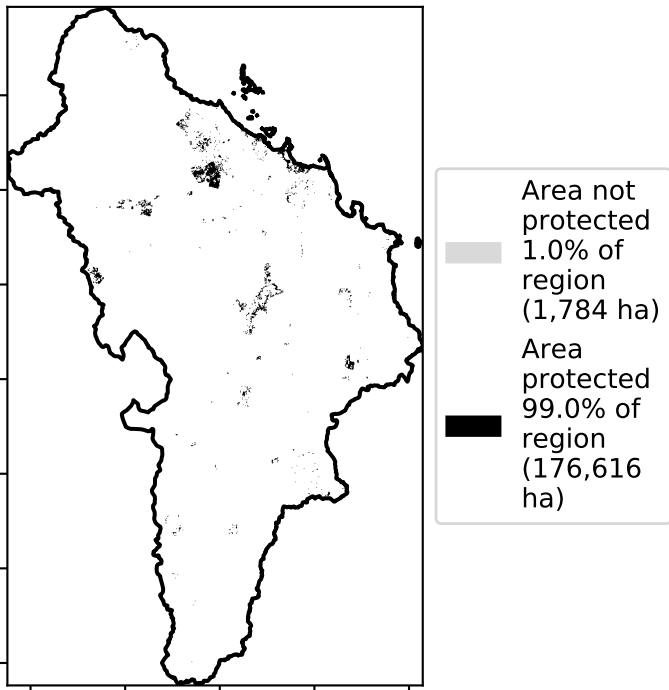 Area not
protected
1.0% of
region
(1,784 ha)
Area
protected
99.0% of
region
(176,616
ha)